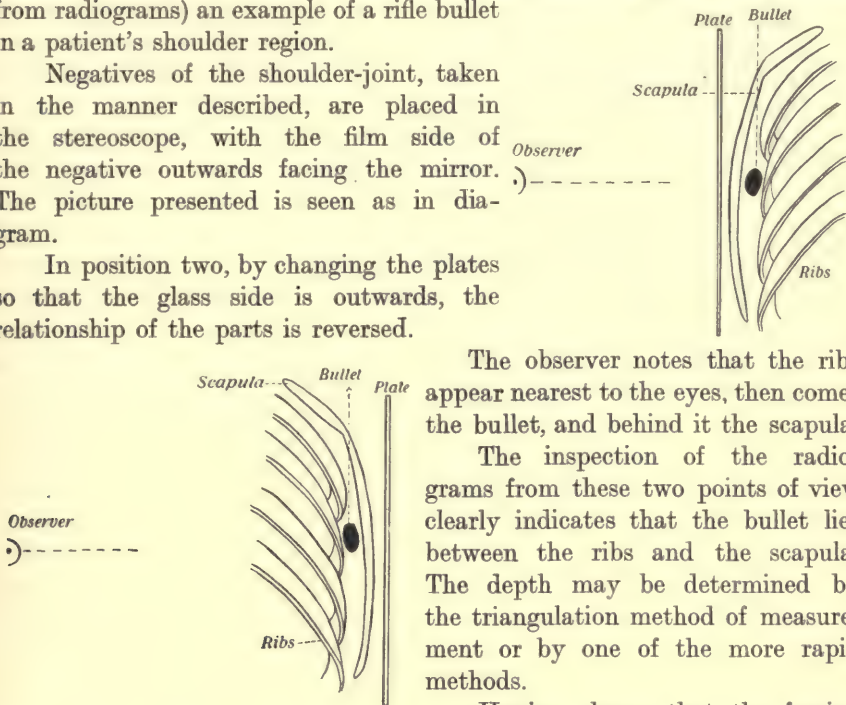 from radiograms) an example of a rifle bullet
n a patient's shoulder region.
Negatives of the shoulder-joint, taken
n the manner described, are placed in
the stereoscope, with the film side of
the negative outwards facing the mirror.
The picture presented is seen as in dia-
gram.
In position two, by changing the plates
so that the glass side is outwards, the
relationship of the parts is reversed.
Plate
Bullet
Scapula
Observer
Ribs
Scapula
Bullet
Plate
Observer
Ribs
The observer notes that the rib
appear nearest to the eyes, then come
the bullet, and behind it the scapula
The inspection of the radio
grams from these two points of view
clearly indicates that the bullet lie
between the ribs and the scapula
The depth may be determined b
the triangulation method of measure
ment or by one of the more rapi
methods.